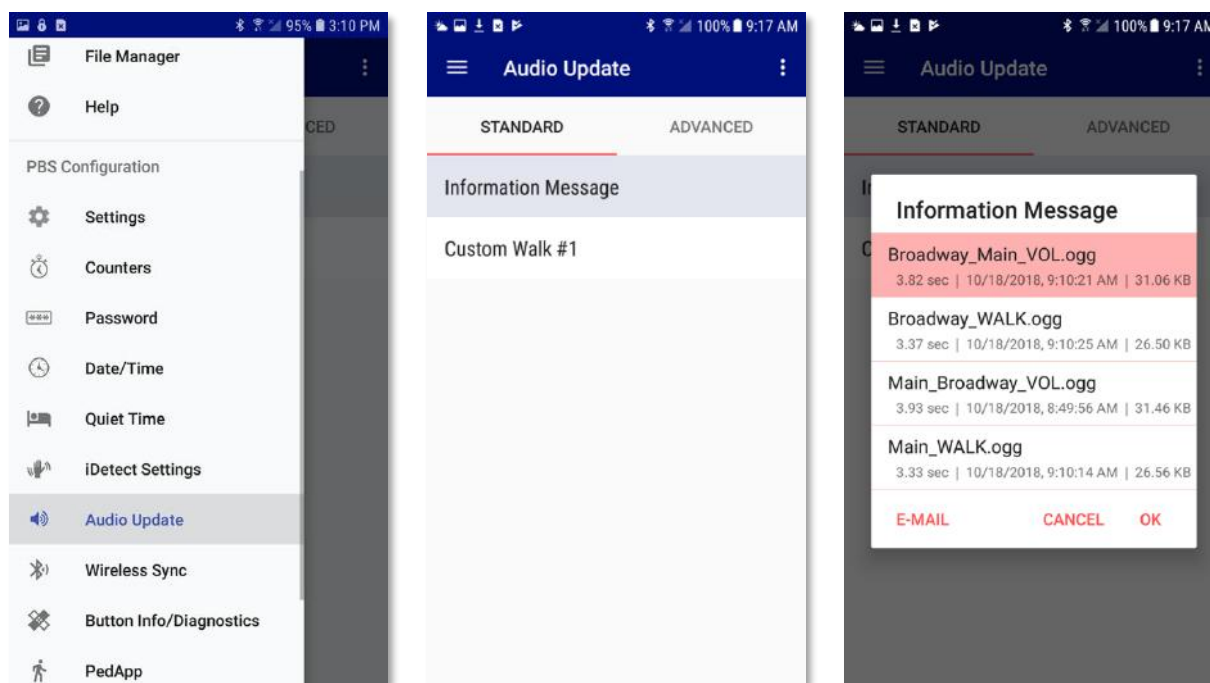 95% 3:10 PM
File Manager
Help
CED
PBS Configuration
Settings
Counters
Password
Date/Time
Quiet Time
iDetect Settings
Audio Update
Wireless Sync
Button Info/Diagnostics
PedApp
100% 9:17 AM
Audio Update
STANDARD ADVANCED
Information Message
Custom Walk #1
100% 9:17 AM
Audio Update
STANDARD ADVANCED
Information Message
Broadway_Main_VOL.ogg
3.82 sec | 10/18/2018, 9:10:21 AM | 31.06 KB
Broadway_WALK.ogg
3.37 sec | 10/18/2018, 9:10:25 AM | 26.50 KB
Main_Broadway_VOL.ogg
3.93 sec | 10/18/2018, 8:49:56 AM | 31.46 KB
Main_WALK.ogg
3.33 sec | 10/18/2018, 9:10:14 AM | 26.56 KB
E-MAIL CANCEL OK